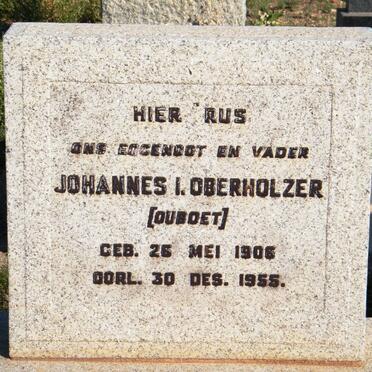 HIER RUS
ONS EGGENOOT EN VADER
JOHANNES I. OBERHOLZER
[OUBOET]
GEB. 26 MEI 1906
OORL. 30 DES. 1955.